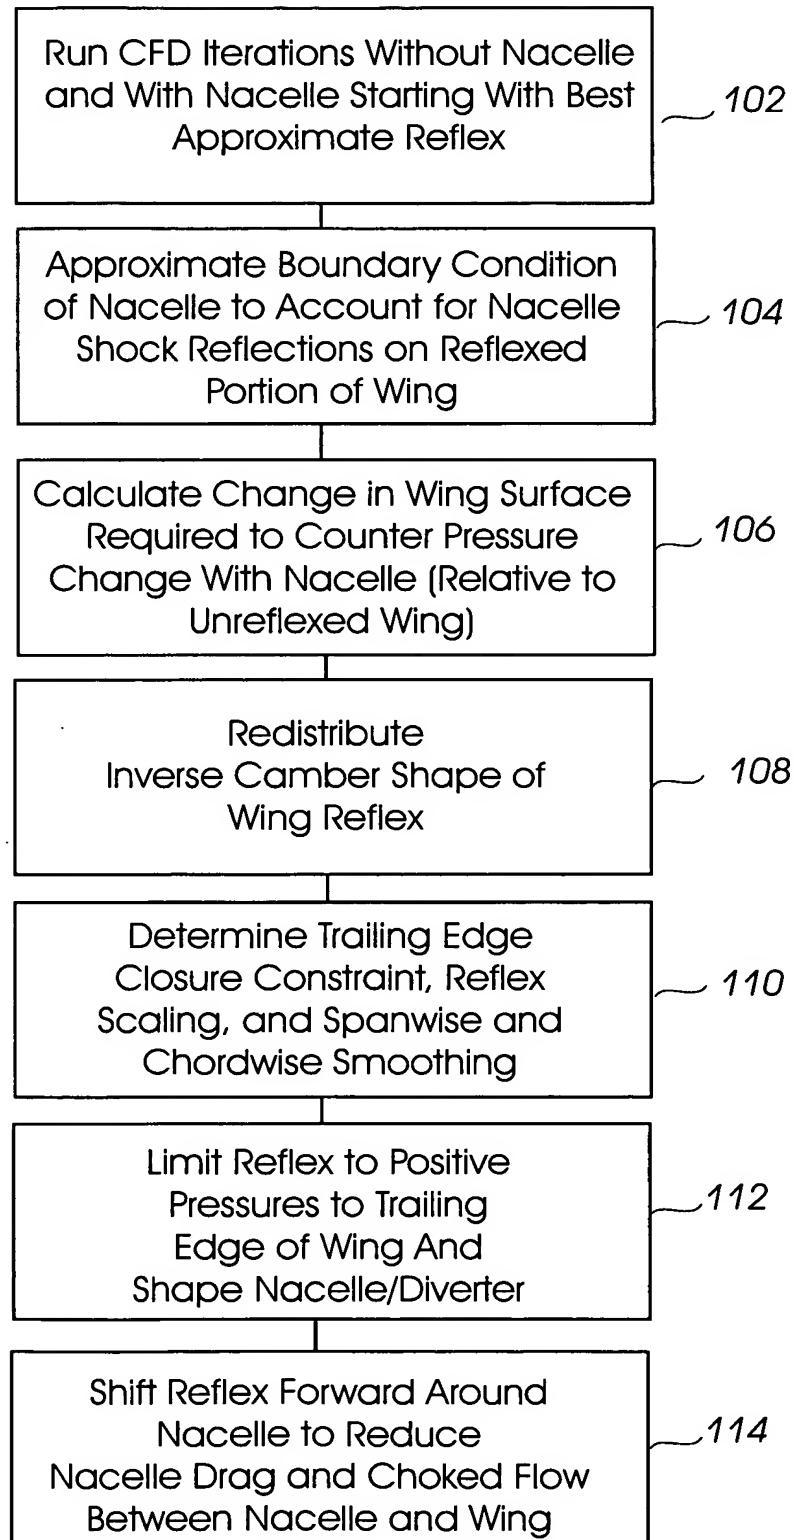 Run CFD Iterations Without Nacelle
and With Nacelle Starting With Best
Approximate Reflex
102
Approximate Boundary Condition
of Nacelle to Account for Nacelle
Shock Reflections on Reflexed
Portion of Wing
104
Calculate Change in Wing Surface
Required to Counter Pressure
Change With Nacelle (Relative to
Unreflexed Wing)
106
Redistribute
Inverse Camber Shape of
Wing Reflex
108
Determine Trailing Edge
Closure Constraint, Reflex
Scaling, and Spanwise and
Chordwise Smoothing
110
Limit Reflex to Positive
Pressures to Trailing
Edge of Wing And
Shape Nacelle/Diverter
112
Shift Reflex Forward Around
Nacelle to Reduce
Nacelle Drag and Choked Flow
Between Nacelle and Wing
114